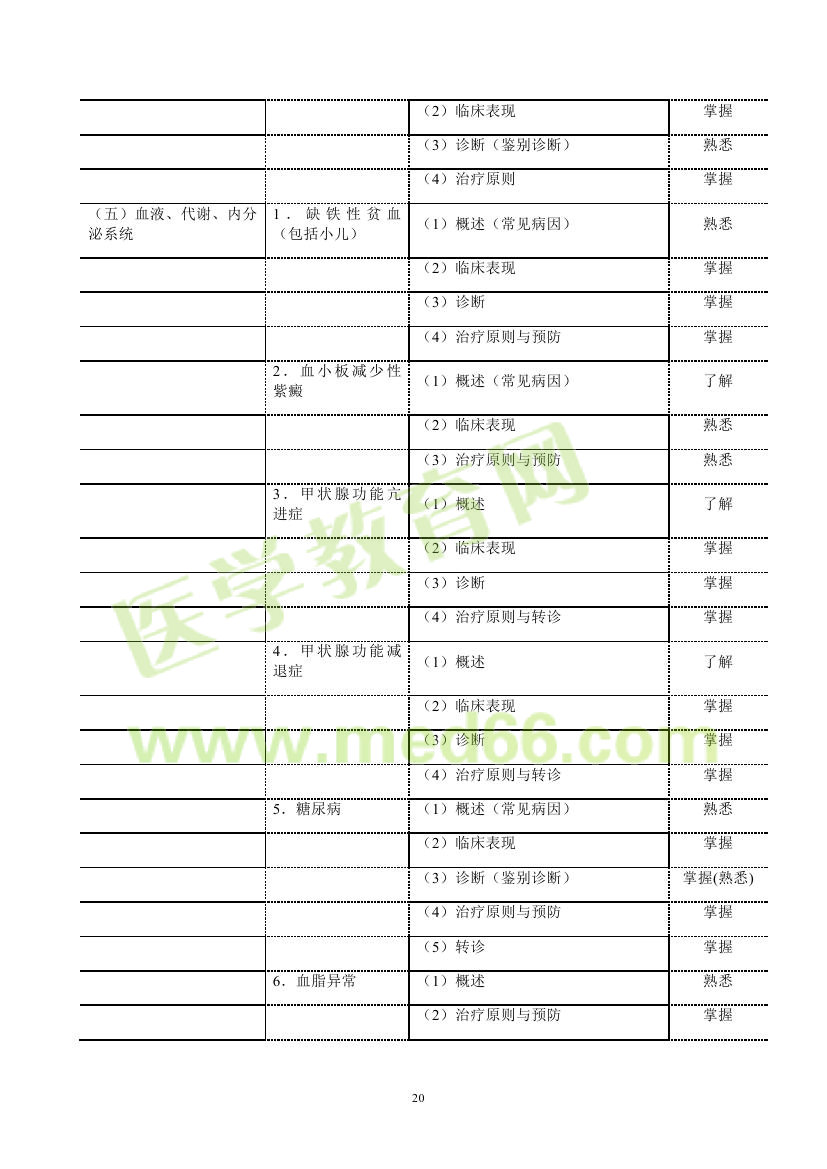 （2）临床表现 掌握
（3）诊断（鉴别诊断） 熟悉
（4）治疗原则 掌握
（五）血液、代谢、内分 1．缺铁性贫血
泌系统 （包括小儿） （1）概述（常见病因） 熟悉
（2）临床表现 掌握
（3）诊断 掌握
（4）治疗原则与预防 掌握
2．血小板减少性
紫癜 （1）概述（常见病因） 了解
（2）临床表现 熟悉
（3）治疗原则与预防 熟悉
3．甲状腺功能亢
进症 （1）概述 了解
（2）临床表现 掌握
（3）诊断 掌握
（4）治疗原则与转诊 掌握
4．甲状腺功能减
退症 （1）概述 了解
（2）临床表现 掌握
（3）诊断 掌握
（4）治疗原则与转诊 掌握
5．糖尿病 （1）概述（常见病因） 熟悉
（2）临床表现 掌握
（3）诊断（鉴别诊断） 掌握(熟悉)
（4）治疗原则与预防 掌握
（5）转诊 掌握
6．血脂异常 （1）概述 熟悉
（2）治疗原则与预防 掌握
医学教育网
www.med66.com
20